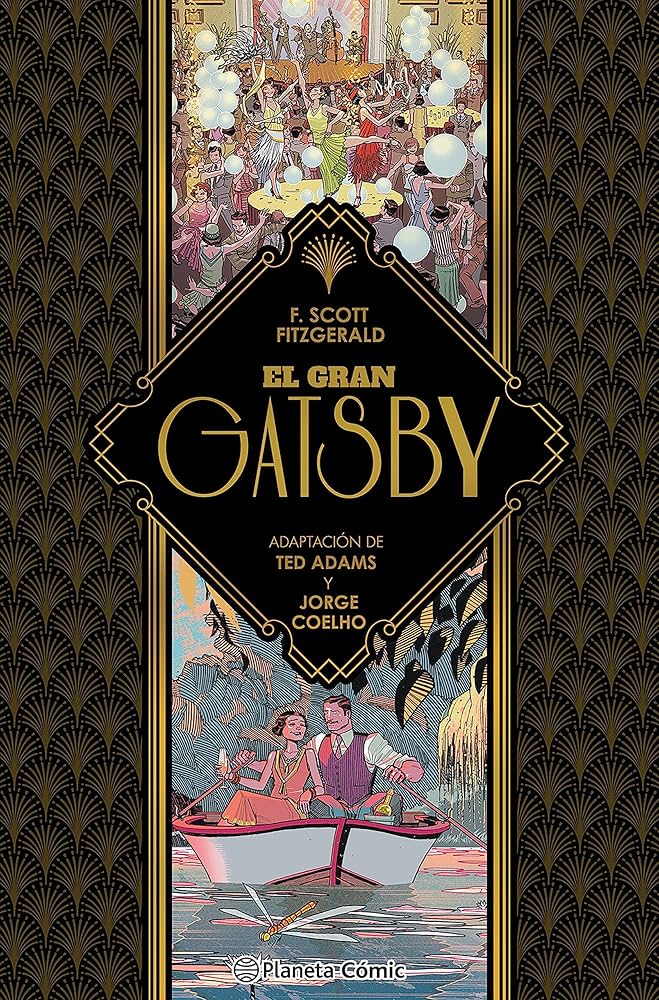 F. SCOTT
FITZGERALD
EL GRAN
GATSBY
ADAPTACIÓN DE
TED ADAMS
Y
JORGE
COELHO
Planeta Cómic